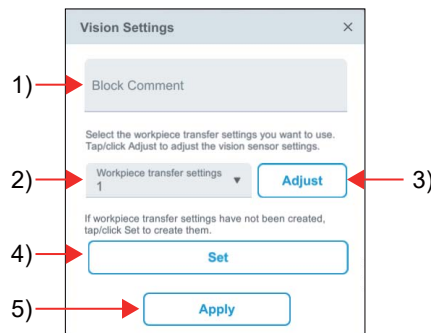 Vision Settings ×
1)
Block Comment
Select the workpiece transfer settings you want to use.
Tap/click Adjust to adjust the vision sensor settings.
2)
Workpiece transfer settings
1
Adjust
3)
If workpiece transfer settings have not been created,
tap/click Set to create them.
4)
Set
5)
Apply